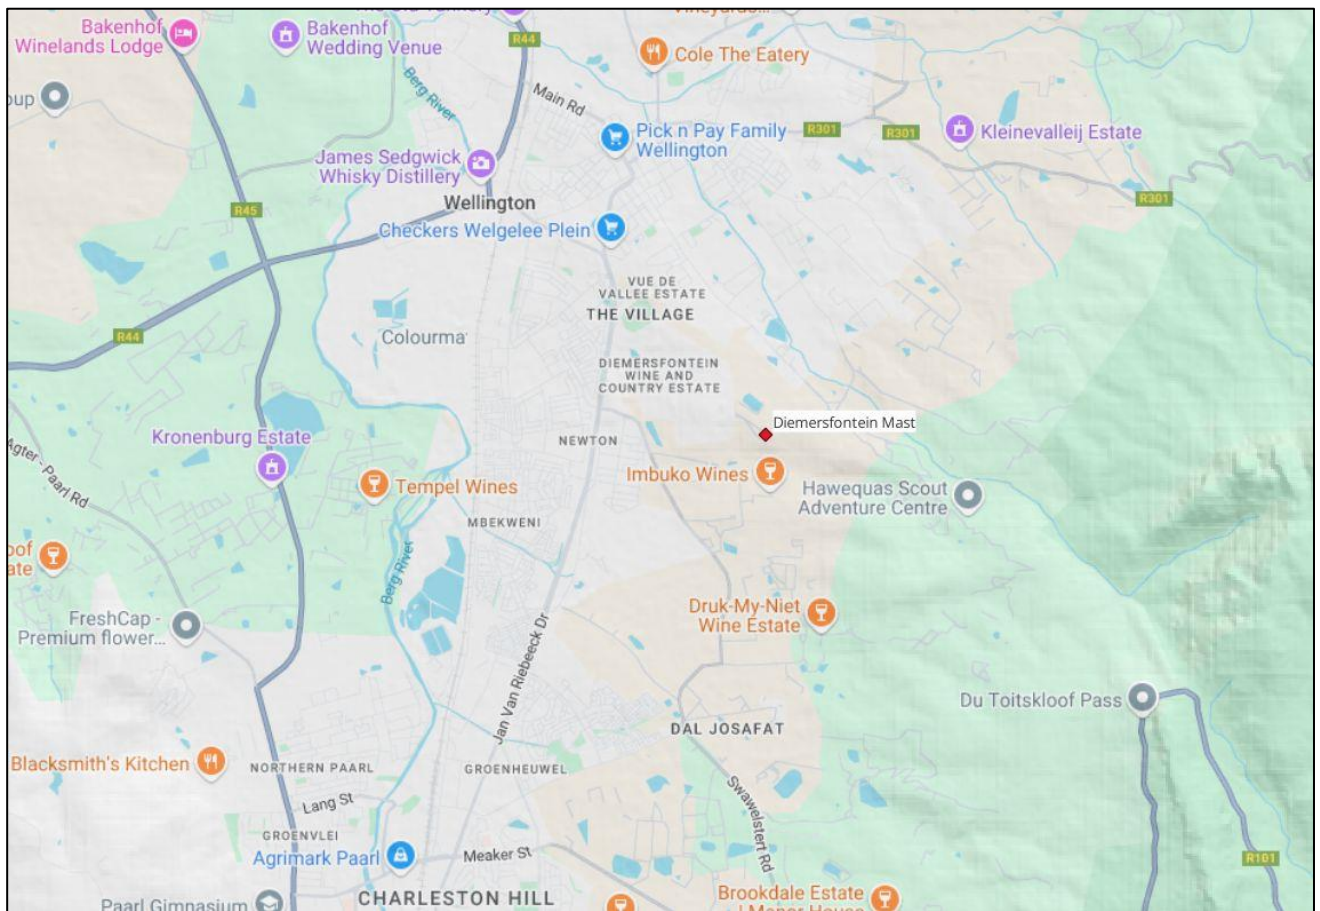 Bakenhof
Winelands Lodge
Bakenhof
Wedding Venue
R44
Cole The Eatery
oup
Berg River
Main Rd
Pick n Pay Family
Wellington
R301
R301
Kleinevalleij Estate
James Sedgwick
Whisky Distillery
Wellington
R301
R45
Checkers Welgelee Plein
VUE DE
VALLEE ESTATE
THE VILLAGE
R44
Colourma
DIEMERSFONTEIN
WINE AND
COUNTRY ESTATE
Diemersfontein Mast
Kronenburg Estate
NEWTON
Agter - Paarl Rd
Tempel Wines
Imbuko Wines
Hawequas Scout
Adventure Centre
MBEKWENI
oof
ate
Berg River
FreshCap -
Premium flower...
Druk-My-Niet
Wine Estate
Jan Van Riebeeck Dr
Du Toitskloof Pass
DAL JOSAFAT
Blacksmith's Kitchen
NORTHERN PAARL
GROENHEUWEL
Lang St
Swawelstert Rd
GROENVLEI
Agrimark Paarl
Meaker St
R101
CHARLESTON HILL
Brookdale Estate
| Manor House
Paarl Gimnasium